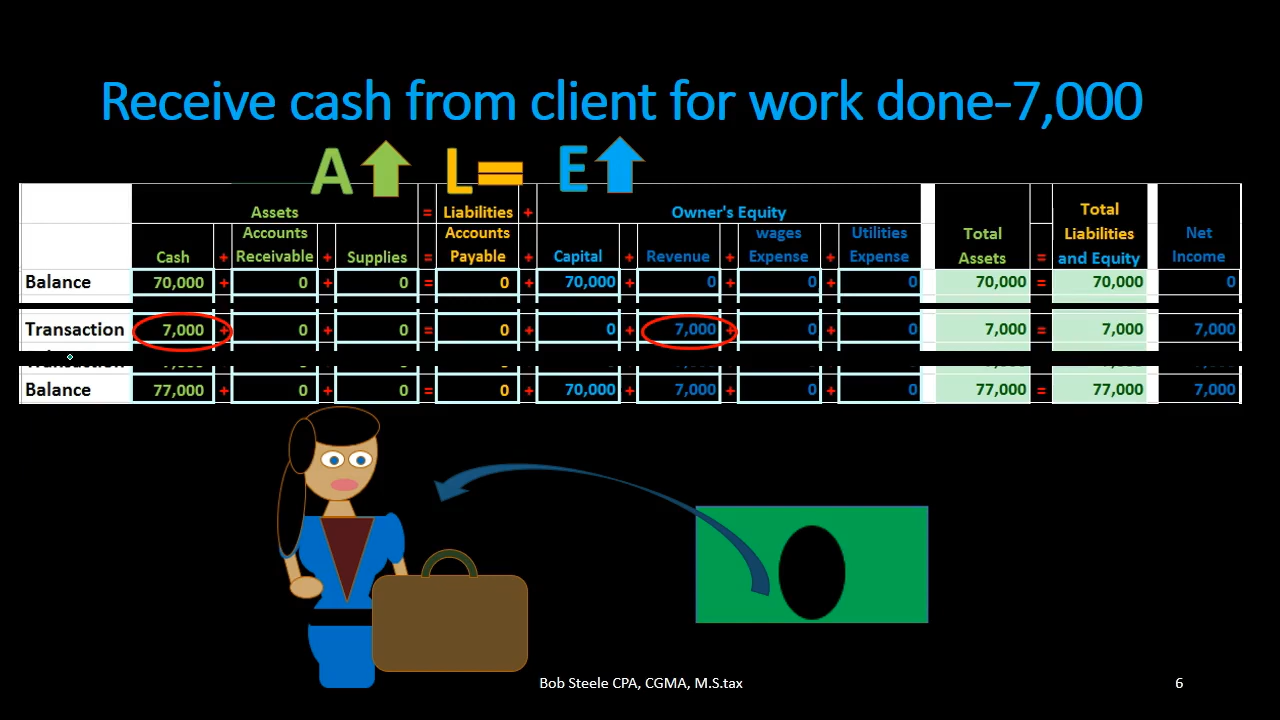 Receive cash from client for work done-7,000
A L= E
Assets = Liabilities + Owner's Equity
Cash + Accounts Receivable + Supplies = Accounts Payable + Capital + Revenue + wages Expense + Utilities Expense Total Assets = Total Liabilities and Equity Net Income
Balance 70,000 + 0 + 0 = 0 + 70,000 + 0 + 0 + 0 70,000 = 70,000 0
Transaction 7,000 + 0 + 0 = 0 + 0 + 7,000 + 0 + 0 7,000 = 7,000 7,000
Balance 77,000 + 0 + 0 = 0 + 70,000 + 7,000 + 0 + 0 77,000 = 77,000 7,000
Bob Steele CPA, CGMA, M.S.tax
6